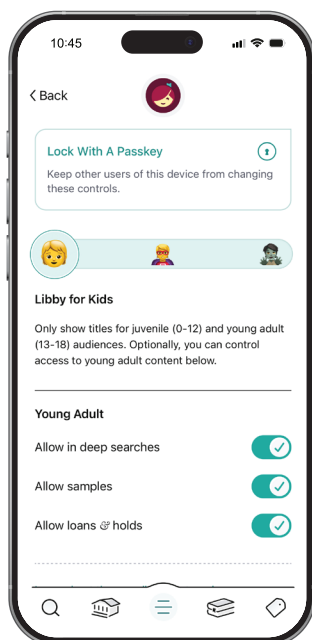 10:45
Back
Lock With A Passkey
Keep other users of this device from changing
these controls.
Libby for Kids
Only show titles for juvenile (0-12) and young adult
(13-18) audiences. Optionally, you can control
access to young adult content below.
Young Adult
Allow in deep searches
Allow samples
Allow loans & holds